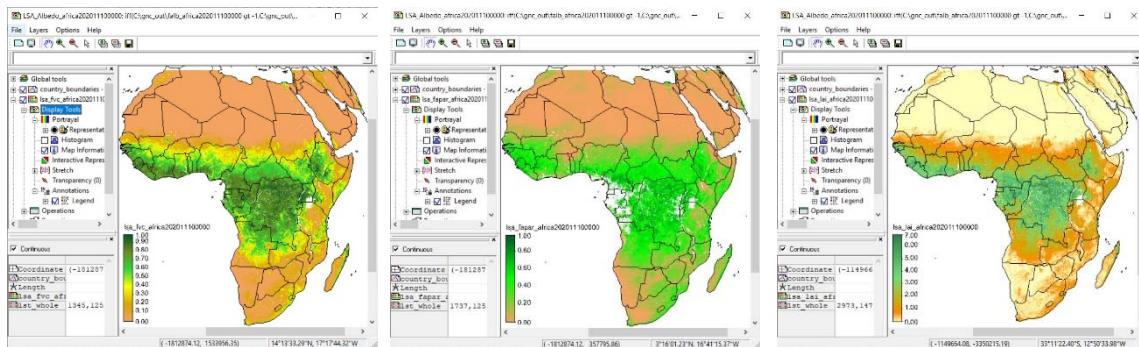 LSA_Albedo_africa202011100000: iff(C:\gnc_out\falb_africa202011100000 gt -1,C:\gnc_out\,..
File Layers Options Help
Global tools
country_boundaries -
lsa_fvc_africa2020111(
Display Tools
Portrayal
Representat
Histogram
Map Informati
Interactive Repres
Stretch
Transparency (0)
Annotations
Legend
Operations
Continuous
Coordinate (-181287
country_bou
Length
lsa_fvc_afr
lst_whole 1345,125
lsa_fvc_africa202011100000
1.00
0.90
0.80
0.70
0.60
0.50
0.40
0.30
0.20
0.10
0.00
( -1812874.12, 1533956.35) 14°13'33.29"N, 17°17'44.32"W
LSA_Albedo_africa202011100000: iff(C:\gnc_out\falb_africa202011100000 gt -1,C:\gnc_out\,..
File Layers Options Help
Global tools
country_boundaries -
lsa_fapar_africa20201
Display Tools
Portrayal
Representat
Histogram
Map Informati
Interactive Repres
Stretch
Transparency (0)
Annotations
Legend
Operations
Continuous
Coordinate (-181287
country_bou
Length
lsa_fapar_a
lst_whole 1737,125
lsa_fapar_africa202011100000
1.00
0.80
0.60
0.40
0.20
0.00
( -1812874.12, 357795.86) 3°16'01.23"N, 16°41'15.37"W
LSA_Albedo_africa202011100000: iff(C:\gnc_out\falb_africa202011100000 gt -1,C:\gnc_out\,..
File Layers Options Help
Global tools
country_boundaries -
lsa_lai_africa20201110
Display Tools
Portrayal
Representat
Histogram
Map Informati
Interactive Repres
Stretch
Transparency (0)
Annotations
Legend
Operations
Continuous
Coordinate (-114966
country_bou
Length
lsa_lai_afr
lst_whole 2973,147
lsa_lai_africa202011100000
7.00
6.00
5.00
4.00
3.00
2.00
1.00
0.00
( -1149664.08, -3350215.19) 33°11'22.40"S, 12°50'33.98"W